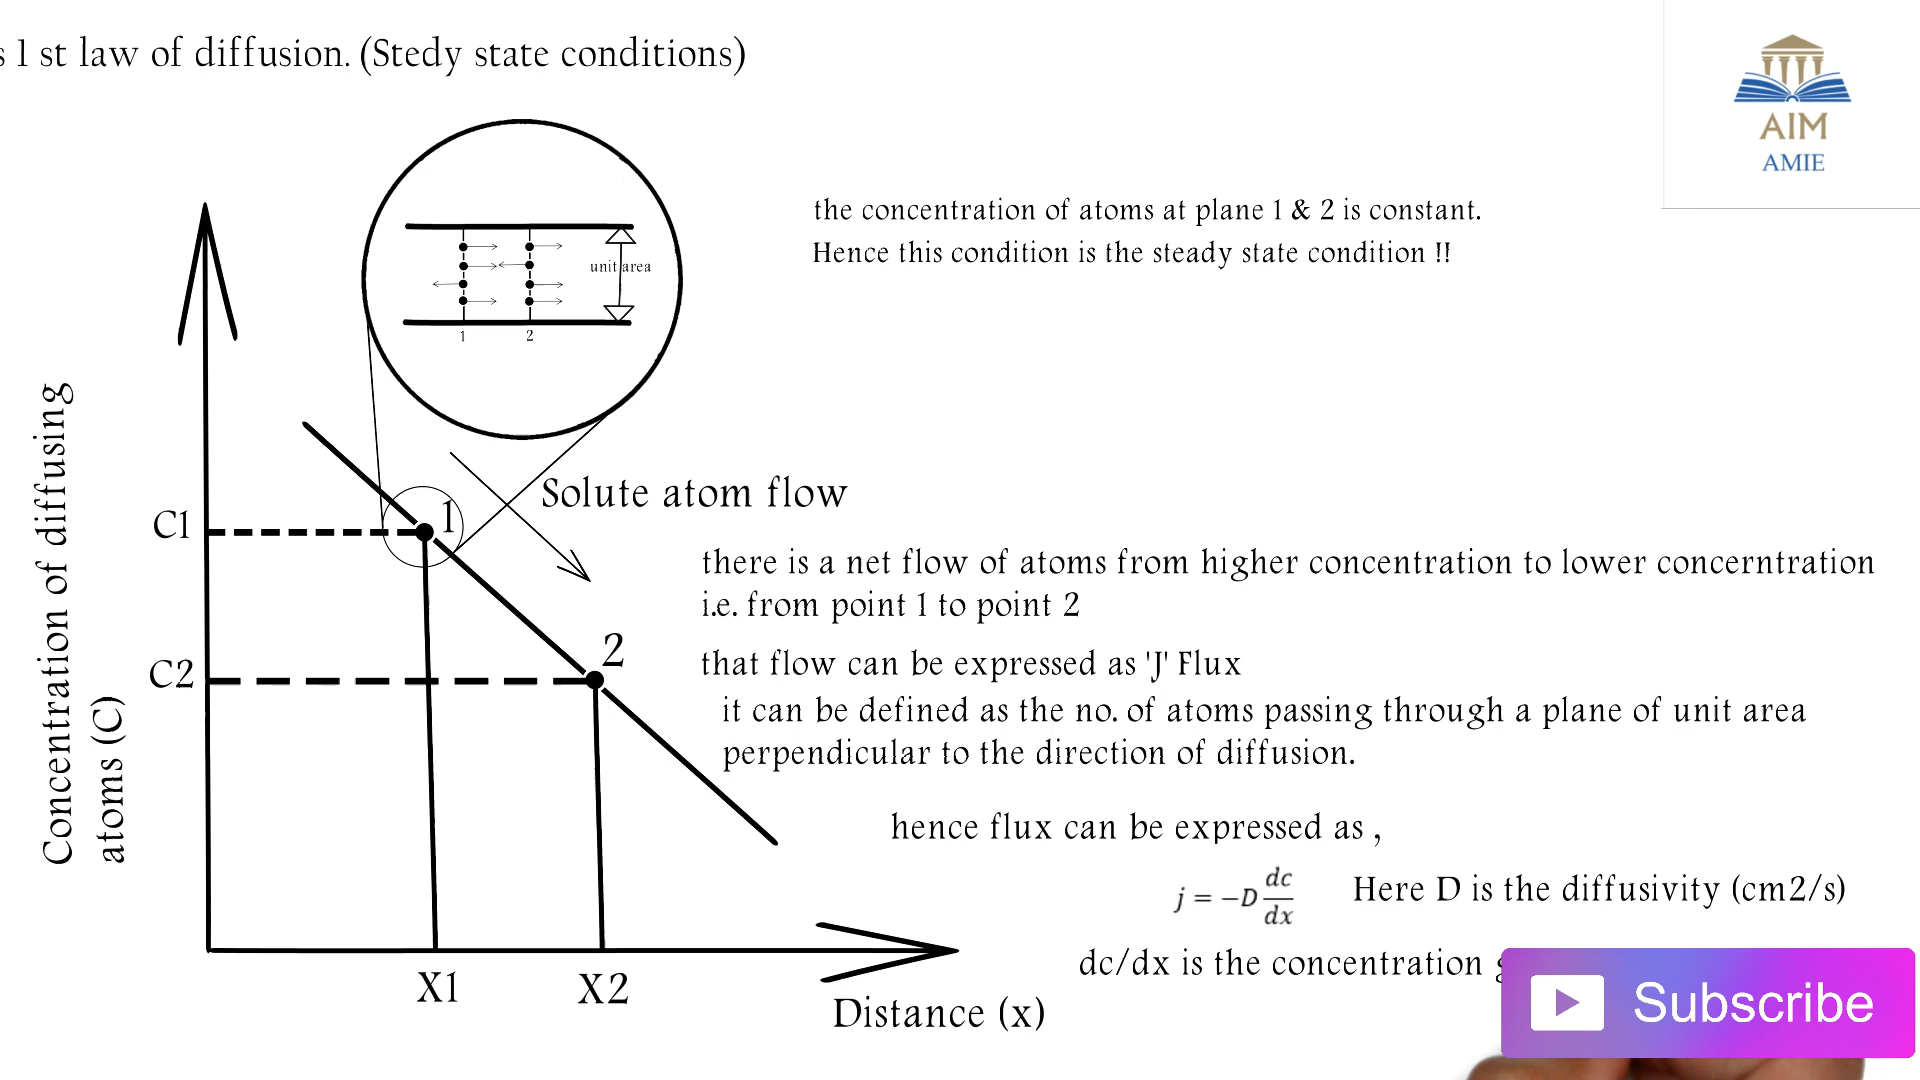 s 1 st law of diffusion. (Stedy state conditions)
AIM
AMIE
the concentration of atoms at plane 1 & 2 is constant.
Hence this condition is the steady state condition !!
unit area
1
2
Concentration of diffusing
atoms (C)
C1
1
Solute atom flow
there is a net flow of atoms from higher concentration to lower concerntration
i.e. from point 1 to point 2
C2
2
that flow can be expressed as 'J' Flux
it can be defined as the no. of atoms passing through a plane of unit area
perpendicular to the direction of diffusion.
hence flux can be expressed as ,
j = −D dc/dx
Here D is the diffusivity (cm2/s)
dc/dx is the concentration
X1
X2
Distance (x)
Subscribe